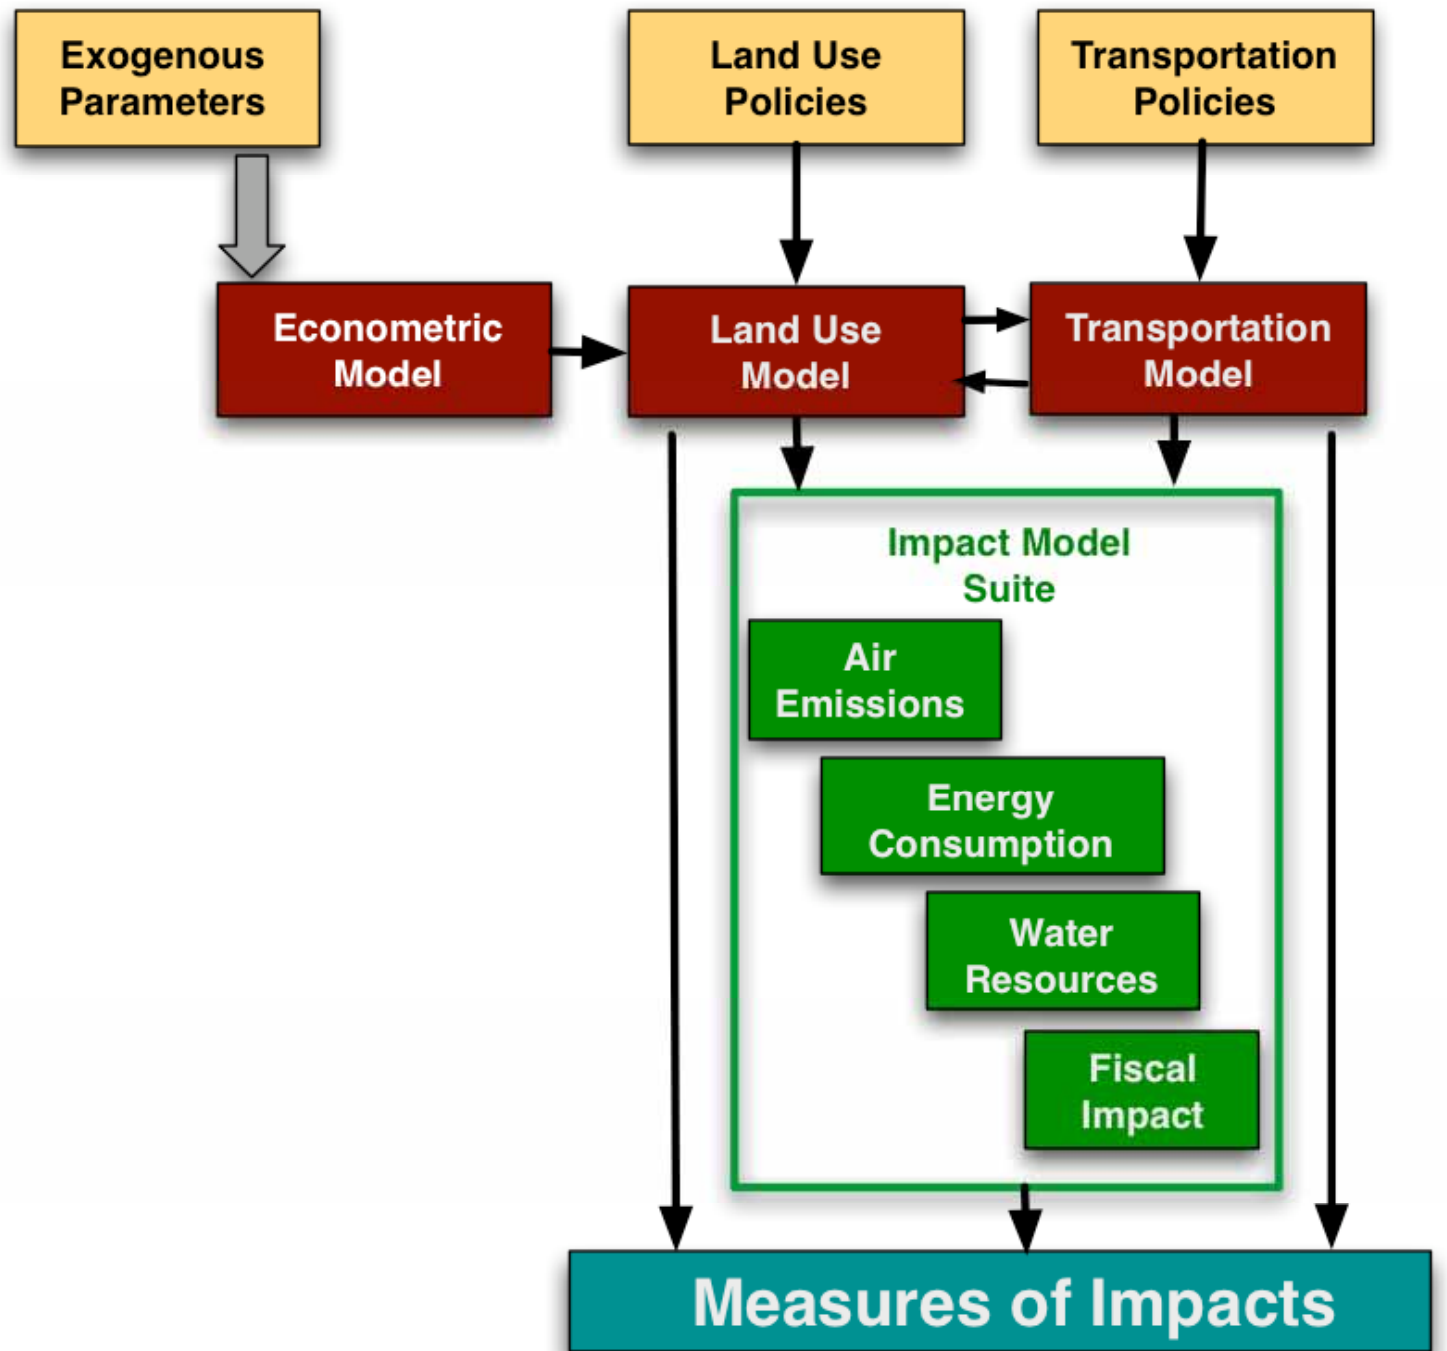 Exogenous
Parameters
Land Use
Policies
Transportation
Policies
Econometric
Model
Land Use
Model
Transportation
Model
Impact Model
Suite
Air
Emissions
Energy
Consumption
Water
Resources
Fiscal
Impact
Measures of Impacts